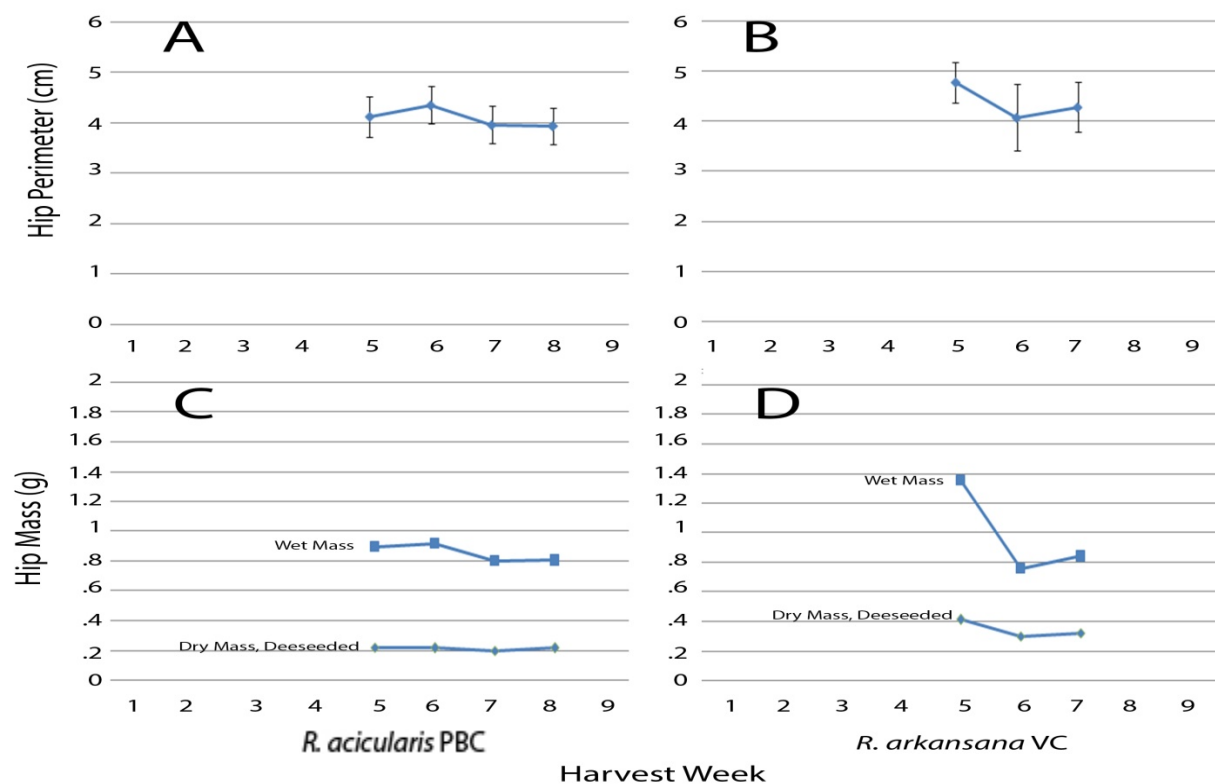 A
B
Hip Perimeter (cm)
6
5
4
3
2
1
0
1 2 3 4 5 6 7 8 9
6
5
4
3
2
1
0
1 2 3 4 5 6 7 8 9
C
D
Hip Mass (g)
2
1.8
1.6
1.4
1.2
1
.8
.6
.4
.2
0
Wet Mass
Dry Mass, Deeseeded
1 2 3 4 5 6 7 8 9
R. acicularis PBC
2
1.8
1.6
1.4
1.2
1
.8
.6
.4
.2
0
Wet Mass
Dry Mass, Deeseeded
1 2 3 4 5 6 7 8 9
R. arkansana VC
Harvest Week